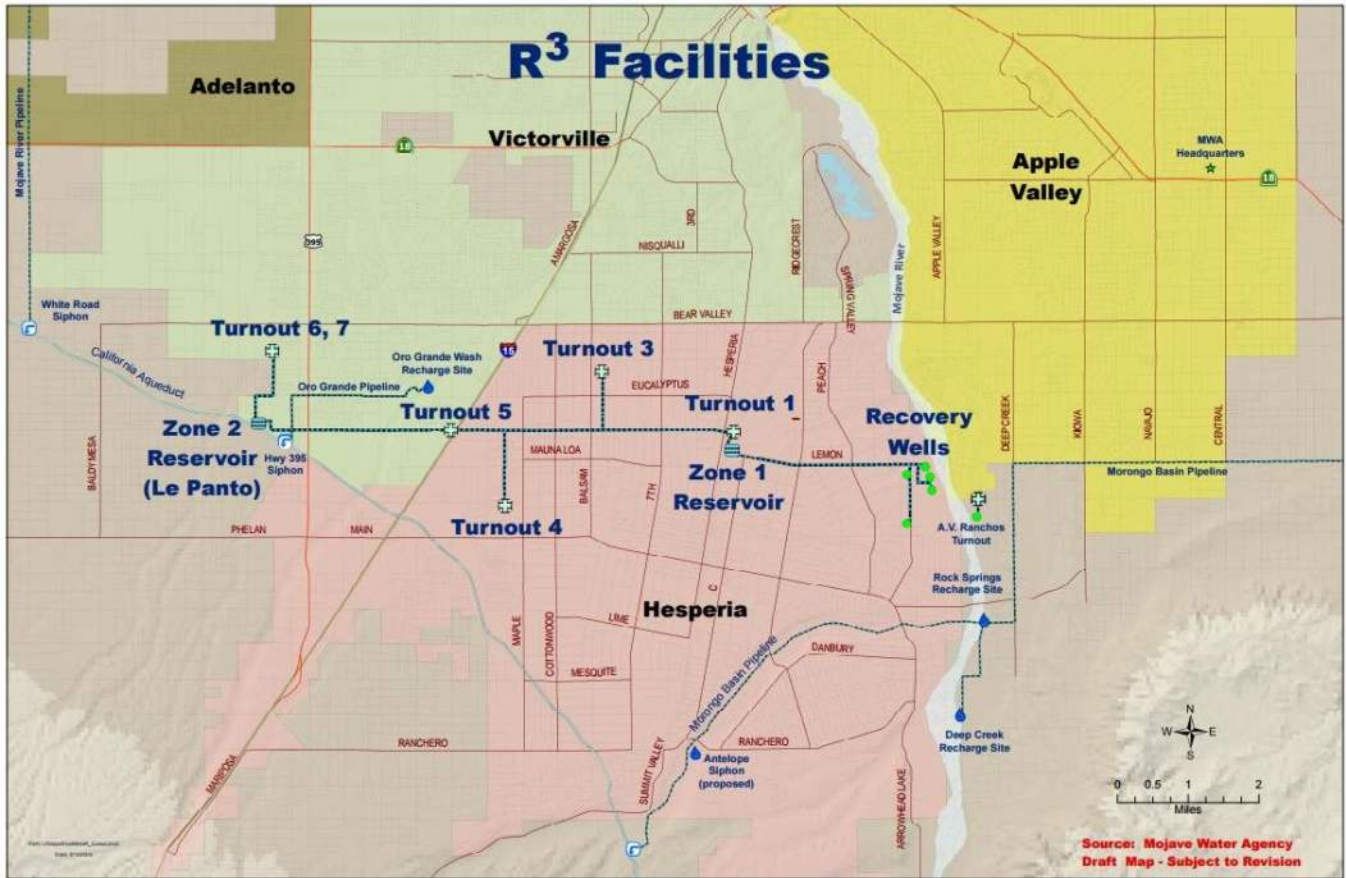 R³ Facilities
Adelanto
Victorville
Apple
Valley
MWA
Headquarters
18
18
395
15
Mojave River Pipeline
AMARGOSA
3RD
NISQUALLI
RIDGECREST
SPRING VALLEY
Mojave River
APPLE VALLEY
White Road
Siphon
California Aqueduct
BEAR VALLEY
Turnout 6, 7
Oro Grande Wash
Recharge Site
Oro Grande Pipeline
Turnout 3
EUCALYPTUS
HESPERIA
PEACH
Turnout 5
Turnout 1
Recovery
Wells
DEEP CREEK
KIOWA
NAVAJO
CENTRAL
Zone 2
Reservoir
(Le Panto)
Hwy 395
Siphon
BALDY MESA
MAUNA LOA
BALSAM
7TH
LEMON
Zone 1
Reservoir
Morongo Basin Pipeline
Turnout 4
PHELAN
MAIN
A.V. Ranchos
Turnout
Rock Springs
Recharge Site
C
Hesperia
MAPLE
COTTONWOOD
LIME
MESQUITE
Morongo Basin Pipeline
DANBURY
RANCHERO
RANCHERO
Deep Creek
Recharge Site
MARIPOSA
SUMMIT VALLEY
Antelope
Siphon
(proposed)
ARROWHEAD LAKE
N
W
E
S
0 0.5 1 2
Miles
Source: Mojave Water Agency
Draft Map - Subject to Revision